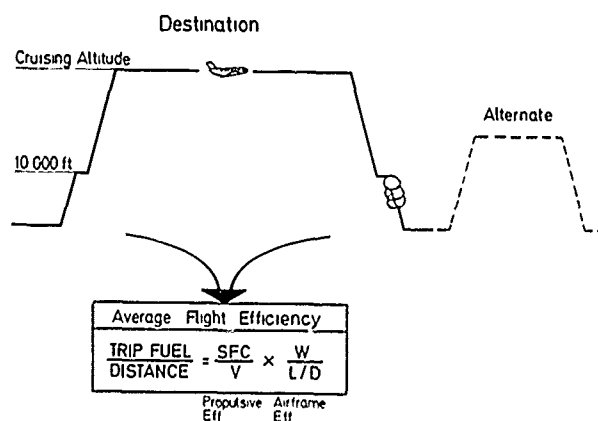 Destination
Cruising Altitude
Alternate
10 000 ft
Average Flight Efficiency
TRIP FUEL / DISTANCE = SFC / V × W / L/D
Propulsive Eff
Airframe Eff